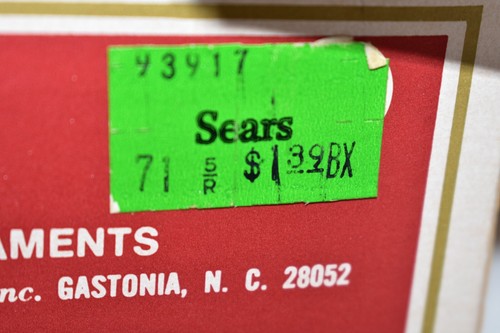 93917
Sears
71 5/R $1.39BX
AMENTS
nc. GASTONIA, N. C. 28052